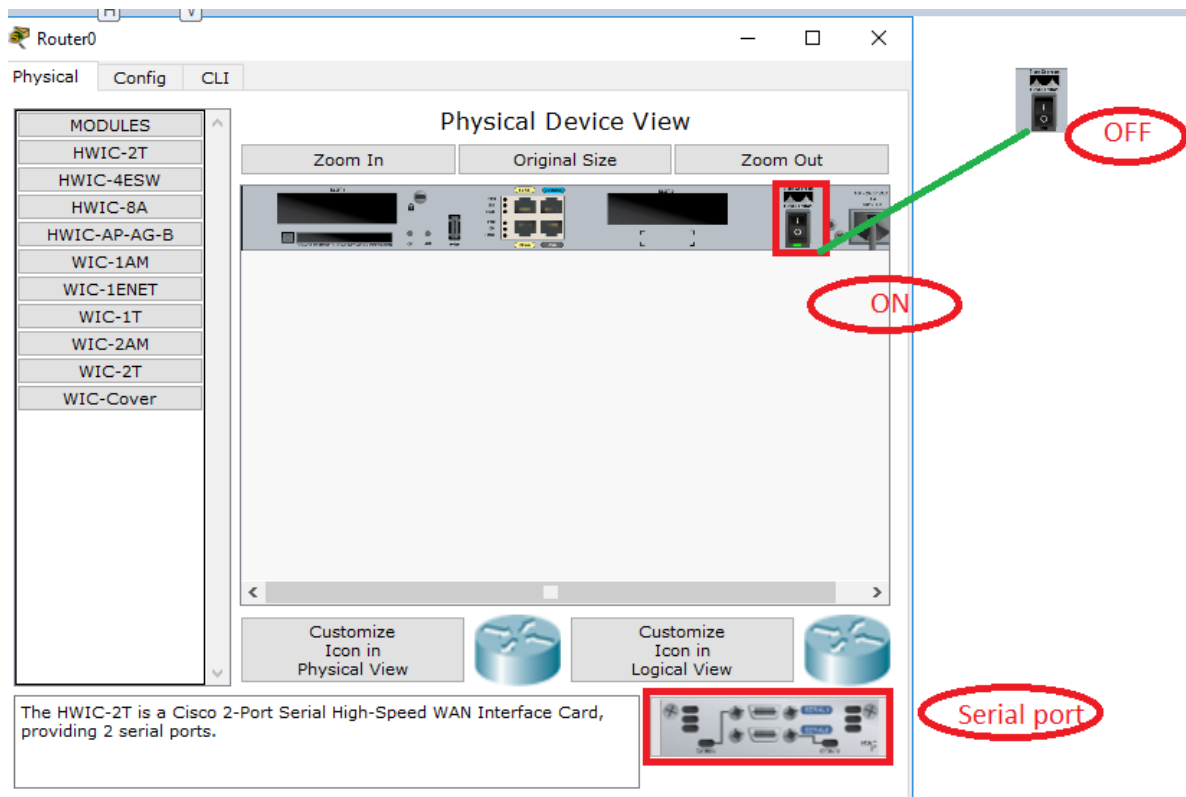 H V
Router0
Physical Config CLI
MODULES
HWIC-2T
HWIC-4ESW
HWIC-8A
HWIC-AP-AG-B
WIC-1AM
WIC-1ENET
WIC-1T
WIC-2AM
WIC-2T
WIC-Cover
Physical Device View
Zoom In Original Size Zoom Out
OFF
ON
Customize
Icon in
Physical View
Customize
Icon in
Logical View
The HWIC-2T is a Cisco 2-Port Serial High-Speed WAN Interface Card,
providing 2 serial ports.
Serial port